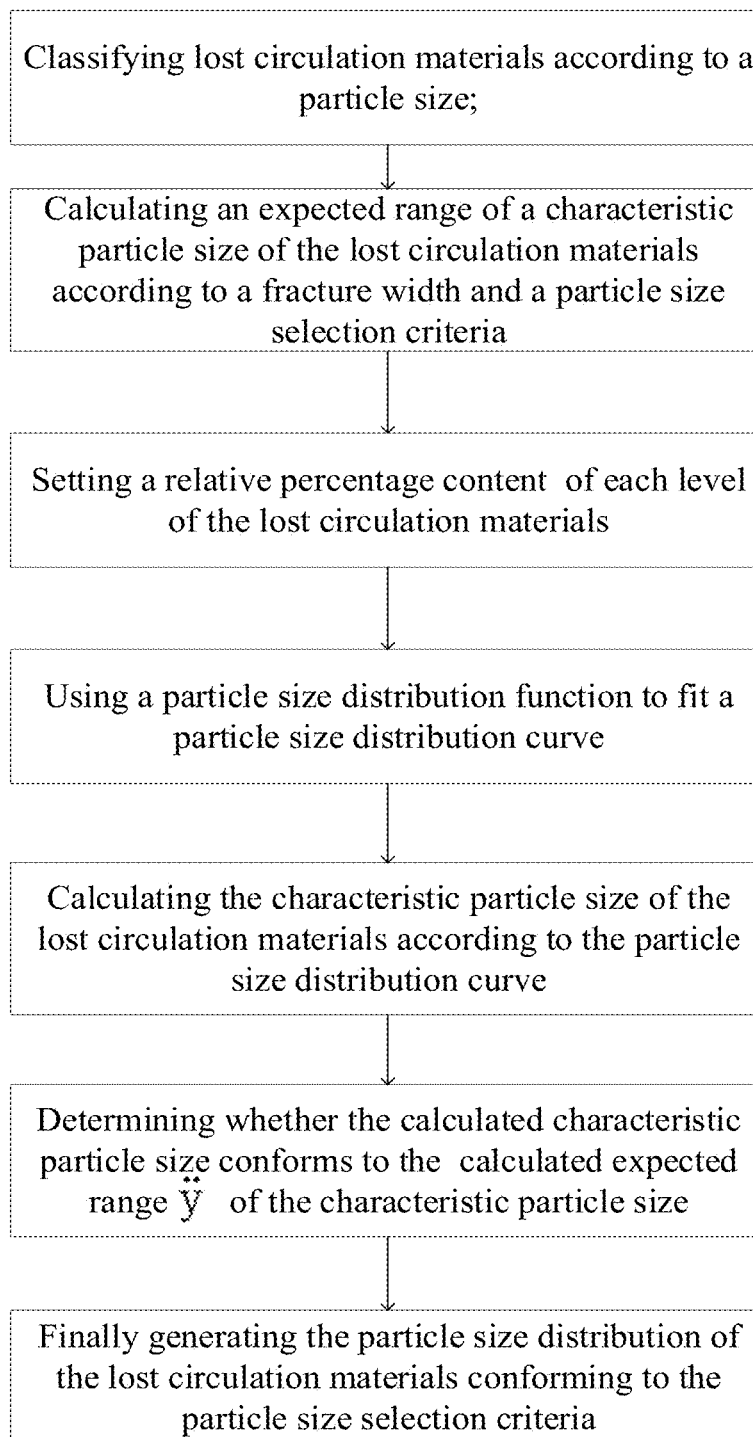 Classifying lost circulation materials according to a
particle size;
Calculating an expected range of a characteristic
particle size of the lost circulation materials
according to a fracture width and a particle size
selection criteria
Setting a relative percentage content of each level
of the lost circulation materials
Using a particle size distribution function to fit a
particle size distribution curve
Calculating the characteristic particle size of the
lost circulation materials according to the particle
size distribution curve
Determining whether the calculated characteristic
particle size conforms to the calculated expected
range ÿ of the characteristic particle size
Finally generating the particle size distribution of
the lost circulation materials conforming to the
particle size selection criteria